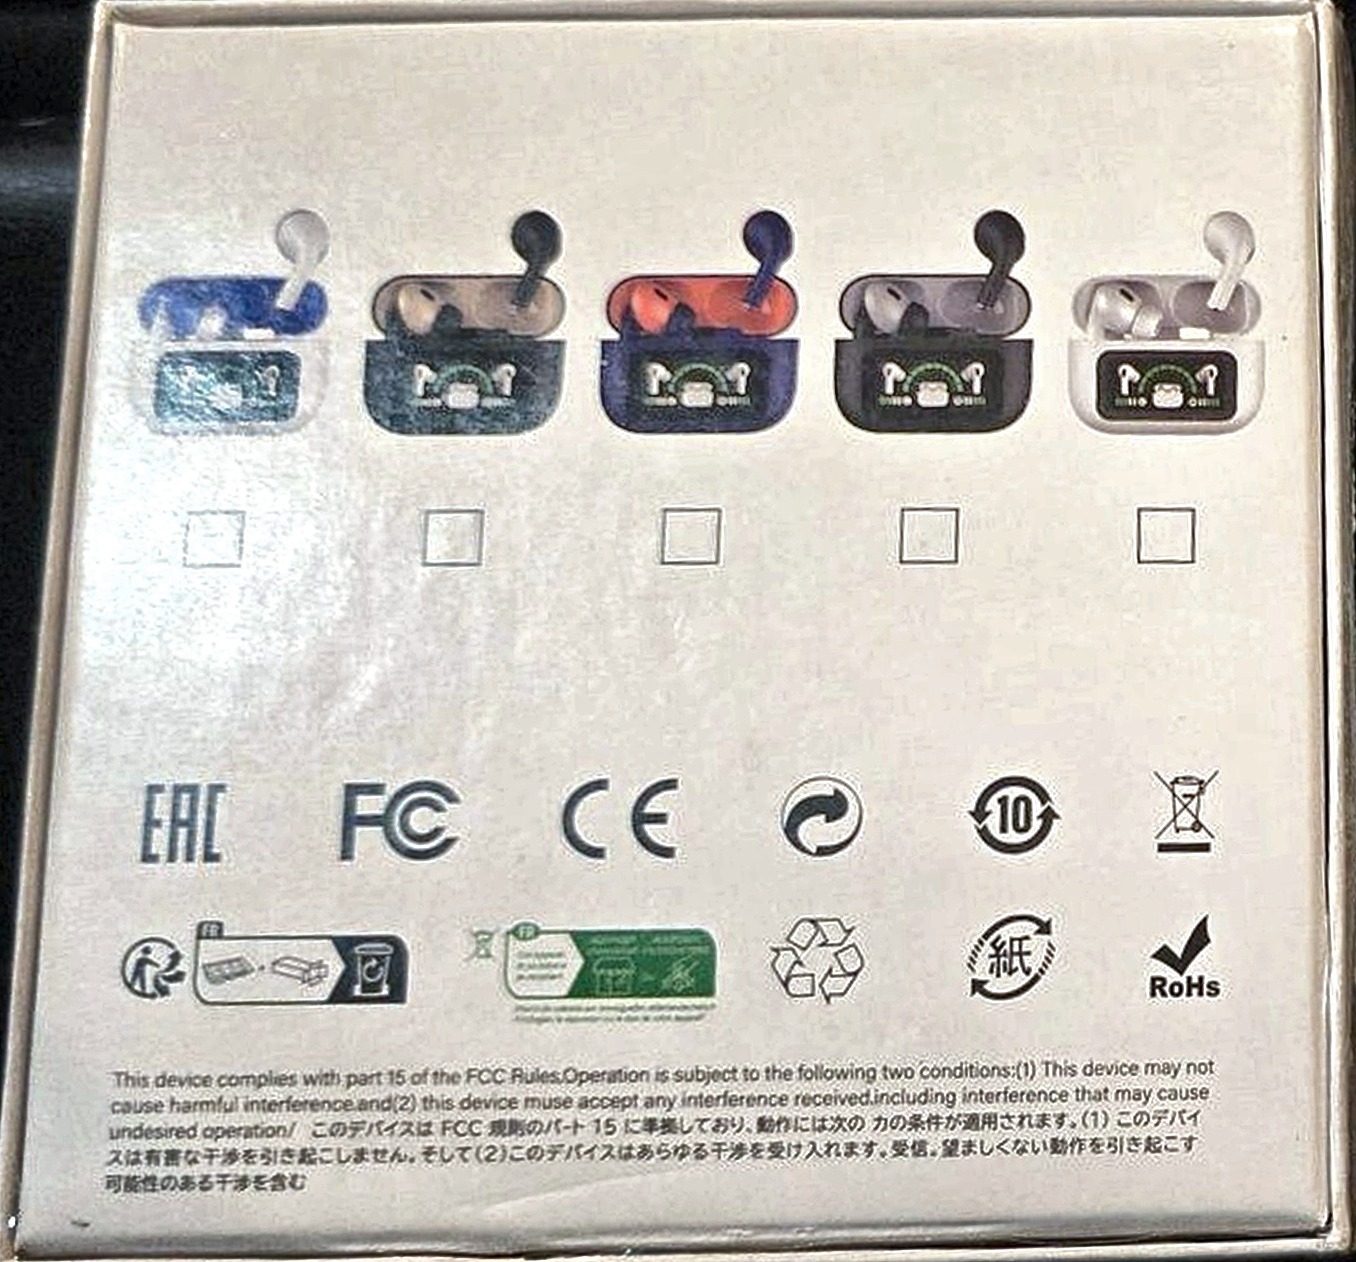 EAC
FC
CE
10
FR
FR
紙
RoHs
This device complies with part 15 of the FCC Rules.Operation is subject to the following two conditions:(1) This device may not
cause harmful interference.and(2) this device muse accept any interference received.including interference that may cause
undesired operation/ このデバイスは FCC 規則のパート 15 に準拠しており、動作には次の 力の条件が適用されます。(1) このデバイ
スは有害な干渉を引き起こしません。そして(2)このデバイスはあらゆる干渉を受け入れます。受信。望ましくない動作を引き起こす
可能性のある干渉を含む